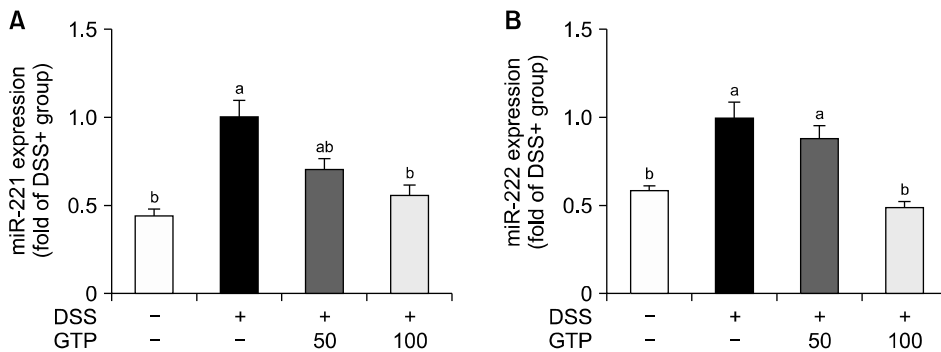 A
miR-221 expression
(fold of DSS+ group)
1.5
1.0
0.5
0
b
a
ab
b
DSS − + + +
GTP − − 50 100
B
miR-222 expression
(fold of DSS+ group)
1.5
1.0
0.5
0
b
a
a
b
DSS − + + +
GTP − − 50 100